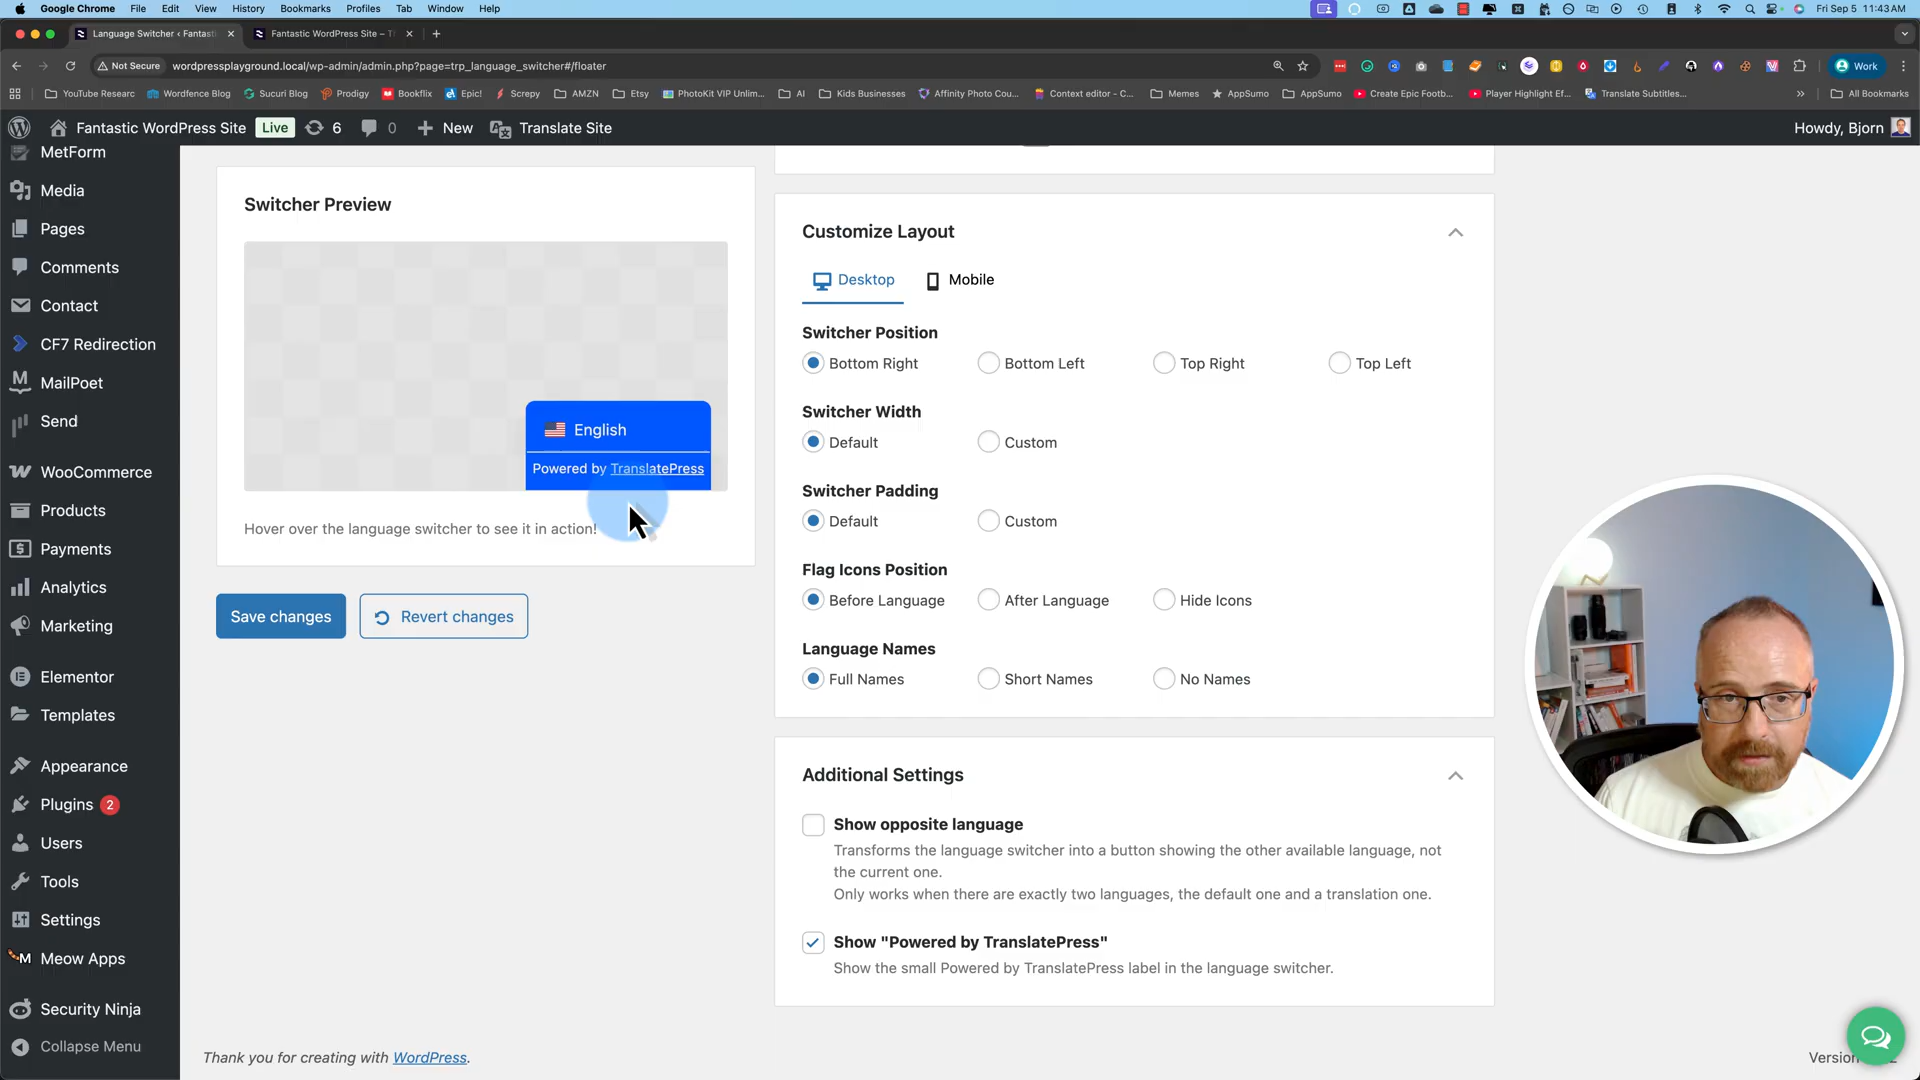 Google Chrome File Edit View History Bookmarks Profiles Tab Window Help
Fri Sep 5 11:43 AM
Language Switcher ‹ Fantasti
Fantastic WordPress Site – T
Not Secure
wordpressplayground.local/wp-admin/admin.php?page=trp_language_switcher#/floater
Work
YouTube Researc
Wordfence Blog
Sucuri Blog
Prodigy
Bookflix
Epic!
Screpy
AMZN
Etsy
PhotoKit VIP Unlim...
AI
Kids Businesses
Affinity Photo Cou...
Context editor - C...
Memes
AppSumo
AppSumo
Create Epic Footb...
Player Highlight Ef...
Translate Subtitles...
All Bookmarks
Fantastic WordPress Site
Live
6
0
New
Translate Site
Howdy, Bjorn
MetForm
Media
Pages
Comments
Contact
CF7 Redirection
MailPoet
Send
WooCommerce
Products
Payments
Analytics
Marketing
Elementor
Templates
Appearance
Plugins 2
Users
Tools
Settings
Meow Apps
Security Ninja
Collapse Menu
Switcher Preview
English
Powered by TranslatePress
Hover over the language switcher to see it in action!
Save changes
Revert changes
Customize Layout
Desktop
Mobile
Switcher Position
Bottom Right
Bottom Left
Top Right
Top Left
Switcher Width
Default
Custom
Switcher Padding
Default
Custom
Flag Icons Position
Before Language
After Language
Hide Icons
Language Names
Full Names
Short Names
No Names
Additional Settings
Show opposite language
Transforms the language switcher into a button showing the other available language, not
the current one.
Only works when there are exactly two languages, the default one and a translation one.
Show "Powered by TranslatePress"
Show the small Powered by TranslatePress label in the language switcher.
Thank you for creating with WordPress.
Version